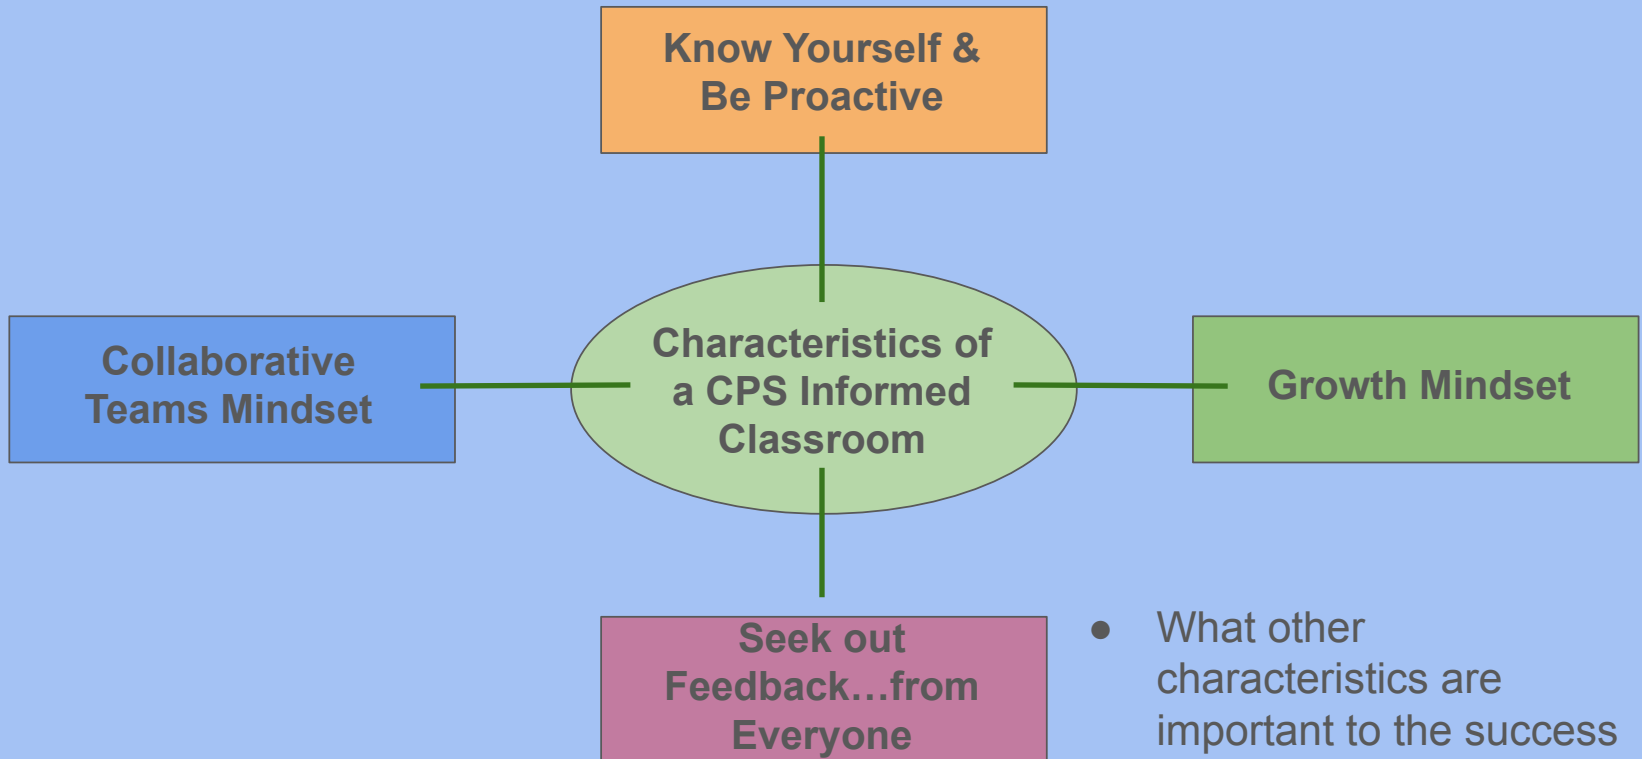 Know Yourself &
Be Proactive
Collaborative
Teams Mindset
Characteristics of
a CPS Informed
Classroom
Growth Mindset
Seek out
Feedback…from
Everyone
● What other
characteristics are
important to the success